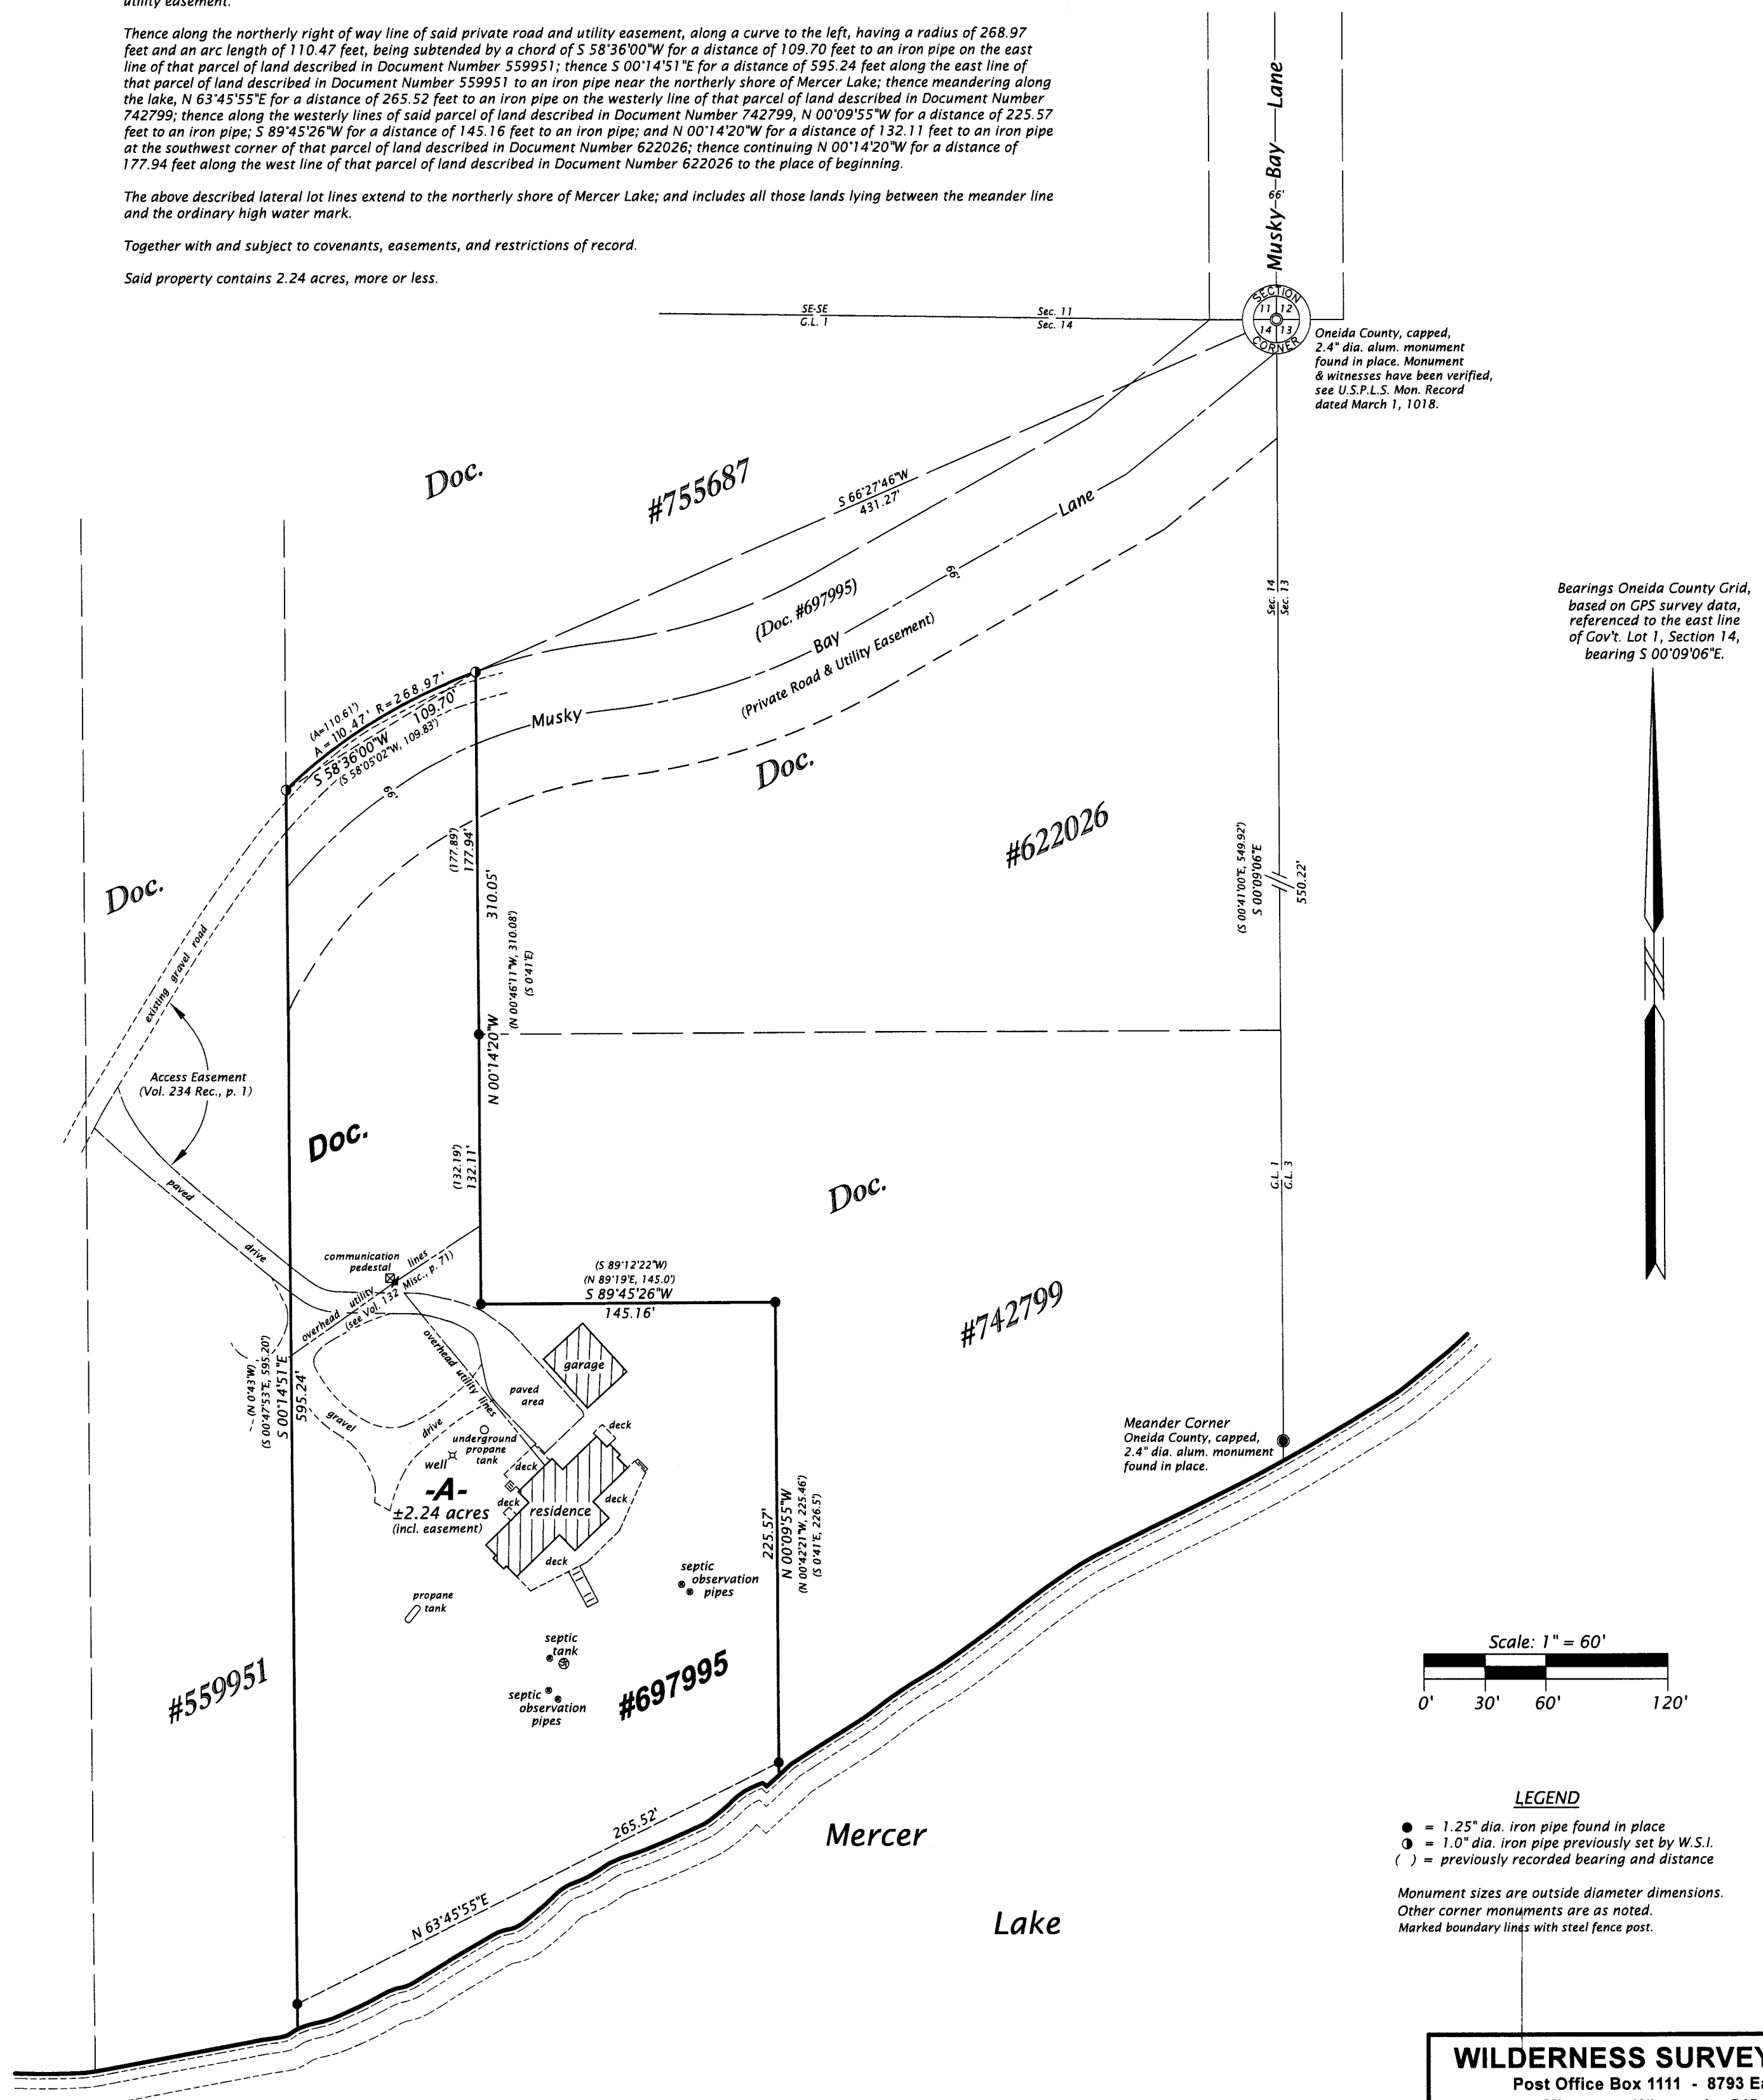 utility easement.
Thence along the northerly right of way line of said private road and utility easement, along a curve to the left, having a radius of 268.97
feet and an arc length of 110.47 feet, being subtended by a chord of S 58°36'00"W for a distance of 109.70 feet to an iron pipe on the east
line of that parcel of land described in Document Number 559951; thence S 00°14'51"E for a distance of 595.24 feet along the east line of
that parcel of land described in Document Number 559951 to an iron pipe near the northerly shore of Mercer Lake; thence meandering along
the lake, N 63°45'55"E for a distance of 265.52 feet to an iron pipe on the westerly line of that parcel of land described in Document Number
742799; thence along the westerly lines of said parcel of land described in Document Number 742799, N 00°09'55"W for a distance of 225.57
feet to an iron pipe; S 89°45'26"W for a distance of 145.16 feet to an iron pipe; and N 00°14'20"W for a distance of 132.11 feet to an iron pipe
at the southwest corner of that parcel of land described in Document Number 622026; thence continuing N 00°14'20"W for a distance of
177.94 feet along the west line of that parcel of land described in Document Number 622026 to the place of beginning.
The above described lateral lot lines extend to the northerly shore of Mercer Lake; and includes all those lands lying between the meander line
and the ordinary high water mark.
Together with and subject to covenants, easements, and restrictions of record.
Said property contains 2.24 acres, more or less.
Musky Bay Lane
66'
SE-SE
G.L. 1
Sec. 11
Sec. 14
SECTION
11 12
14 13
CORNER
Oneida County, capped,
2.4" dia. alum. monument
found in place. Monument
& witnesses have been verified,
see U.S.P.L.S. Mon. Record
dated March 1, 1018.
Doc.
#755687
S 66°27'46"W
431.27'
Lane
66'
(Doc. #697995)
Bay
(Private Road & Utility Easement)
Musky
Sec. 14
Sec. 13
Bearings Oneida County Grid,
based on GPS survey data,
referenced to the east line
of Gov't. Lot 1, Section 14,
bearing S 00°09'06"E.
(A=110.61')
A = 110.47' R = 268.97'
109.70'
S 58°36'00"W
(S 58°05'02"W, 109.83')
66'
Doc.
#622026
(177.89')
177.94'
310.05'
(N 00°46'11"W, 310.08')
(S 0°41'E)
N 00°14'20"W
(S 00°41'00"E, 549.92')
S 00°09'06"E
550.22'
Doc.
existing gravel road
Access Easement
(Vol. 234 Rec., p. 1)
Doc.
(132.19')
132.11'
G.L. 1
G.L. 3
Doc.
#742799
paved
drive
communication
pedestal
overhead utility lines
(see Vol. 132 Misc., p. 71)
overhead utility lines
(S 89°12'22"W)
(N 89°19'E, 145.0')
S 89°45'26"W
145.16'
garage
paved
area
(N 0°43'W)
(S 00°47'53"E, 595.20')
S 00°14'51"E
595.24'
gravel
drive
underground
propane
tank
well
deck
deck
deck
deck
deck
residence
-A-
±2.24 acres
(incl. easement)
225.57'
N 00°09'55"W
(N 00°42'21"W, 225.46')
(S 0°41'E, 226.5')
Meander Corner
Oneida County, capped,
2.4" dia. alum. monument
found in place.
propane
tank
septic
observation
pipes
septic
tank
septic
observation
pipes
#559951
#697995
265.52'
N 63°45'55"E
Mercer
Lake
Scale: 1" = 60'
0' 30' 60' 120'
LEGEND
= 1.25" dia. iron pipe found in place
= 1.0" dia. iron pipe previously set by W.S.I.
( ) = previously recorded bearing and distance
Monument sizes are outside diameter dimensions.
Other corner monuments are as noted.
Marked boundary lines with steel fence post.
WILDERNESS SURVEY
Post Office Box 1111 - 8793 Ea